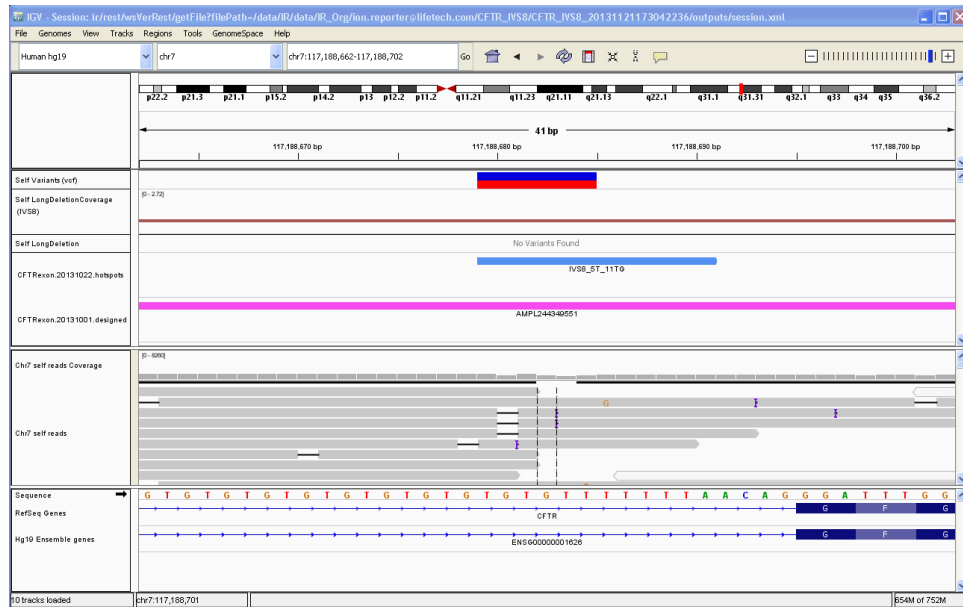 IGV - Session: ir/rest/wsVerRest/getFile?filePath=/data/IR/data/IR_Org/ion.reporter@lifetech.com/CFTR_IVS8/CFTR_IVS8_20131121173042236/outputs/session.xml
File Genomes View Tracks Regions Tools GenomeSpace Help
Human hg19 chr7 chr7:117,188,662-117,188,702 Go
p22.2 p21.3 p21.1 p15.2 p14.2 p13 p12.2 p11.2 q11.21 q11.23 q21.11 q21.13 q22.1 q31.1 q31.31 q32.1 q33 q34 q35 q36.2
41 bp
117,188,670 bp 117,188,680 bp 117,188,690 bp 117,188,700 bp
Self Variants (vcf)
Self LongDeletionCoverage (IVS8)
[0 - 2.72]
Self LongDeletion
No Variants Found
CFTRexon.20131022.hotspots
IVS8_5T_11TG
CFTRexon.20131001.designed
AMPL244349551
Chr7 self reads Coverage
[0 - 8260]
G
Chr7 self reads
Sequence G T G T G T G T G T G T G T G T G T G T G T T T T T T T A A C A G G G A T T T G G
RefSeq Genes
CFTR
G F G
Hg19 Ensemble genes
ENSG00000001626
G F G
10 tracks loaded chr7:117,188,701 654M of 752M